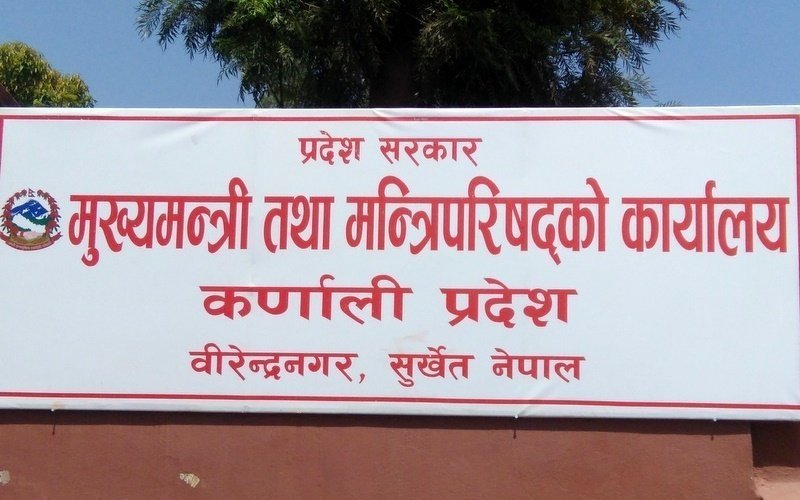 प्रदेश सरकार
मुख्यमन्त्री तथा मन्त्रिपरिषद्को कार्यालय
कर्णाली प्रदेश
वीरेन्द्रनगर, सुर्खेत नेपाल